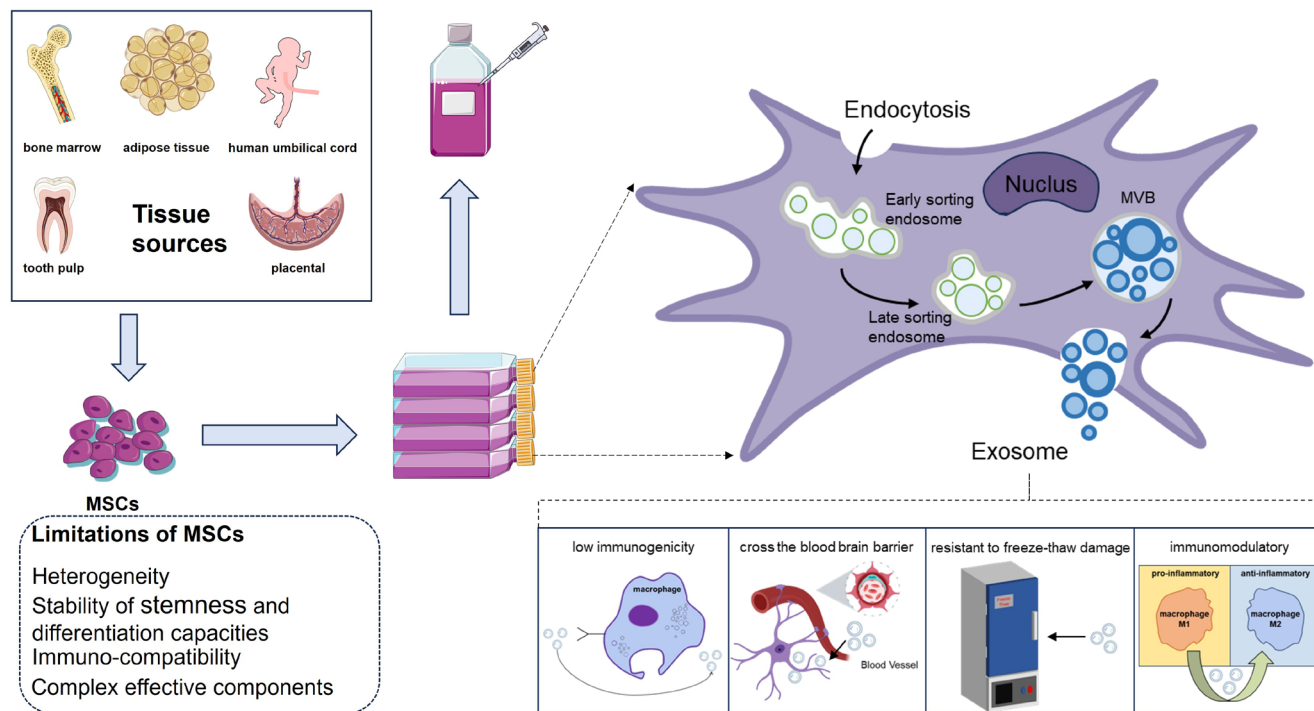 bone marrow
adipose tissue
human umbilical cord
tooth pulp
Tissue
sources
placental
MSCs
Limitations of MSCs
Heterogeneity
Stability of stemness and
differentiation capacities
Immuno-compatibility
Complex effective components
Endocytosis
Early sorting
endosome
Nuclus
MVB
Late sorting
endosome
Exosome
low immunogenicity
macrophage
cross the blood brain barrier
Blood Vessel
resistant to freeze-thaw damage
immunomodulatory
pro-inflammatory
macrophage
M1
anti-inflammatory
macrophage
M2